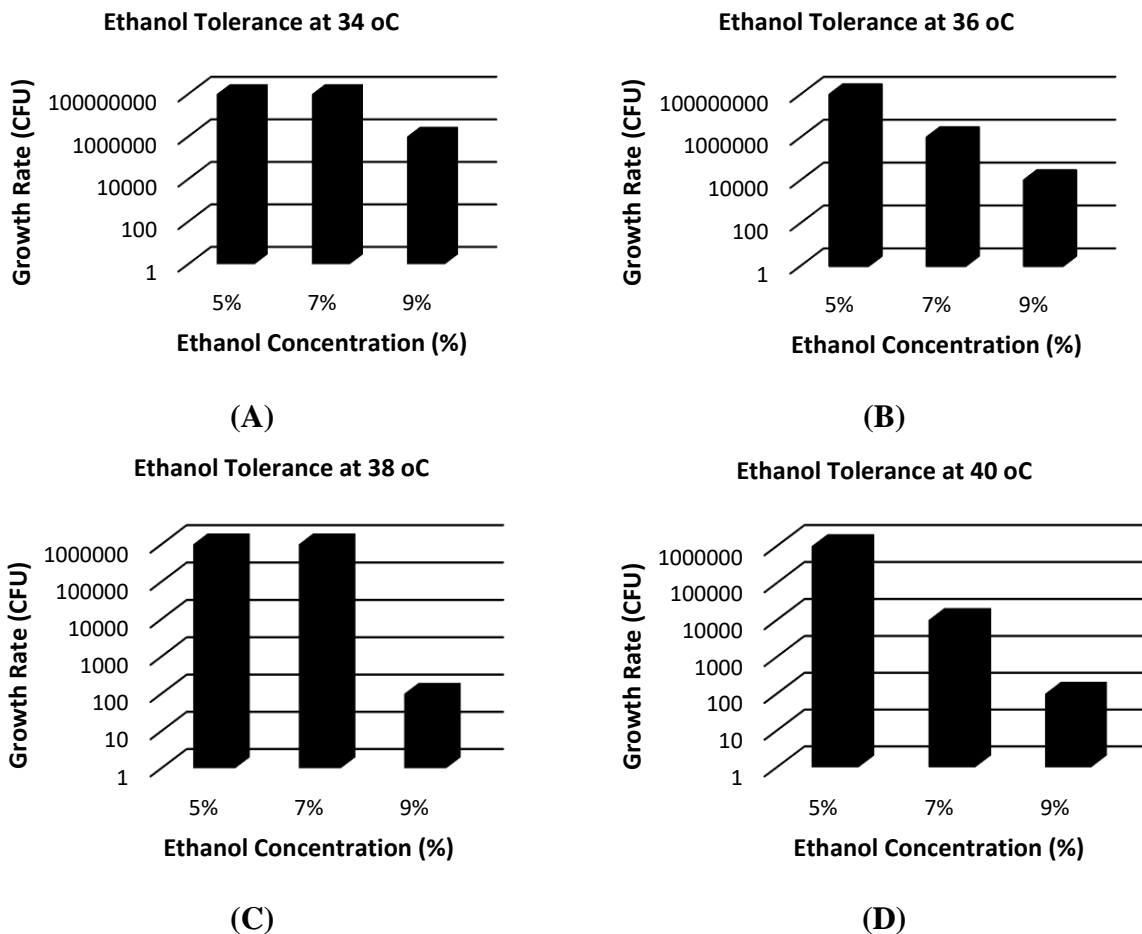 Ethanol Tolerance at 34 oC
Growth Rate (CFU)
100000000
1000000
10000
100
1
5% 7% 9%
Ethanol Concentration (%)
(A)
Ethanol Tolerance at 36 oC
Growth Rate (CFU)
100000000
1000000
10000
100
1
5% 7% 9%
Ethanol Concentration (%)
(B)
Ethanol Tolerance at 38 oC
Growth Rate (CFU)
1000000
100000
10000
1000
100
10
1
5% 7% 9%
Ethanol Concentration (%)
(C)
Ethanol Tolerance at 40 oC
Growth Rate (CFU)
1000000
100000
10000
1000
100
10
1
5% 7% 9%
Ethanol Concentration (%)
(D)